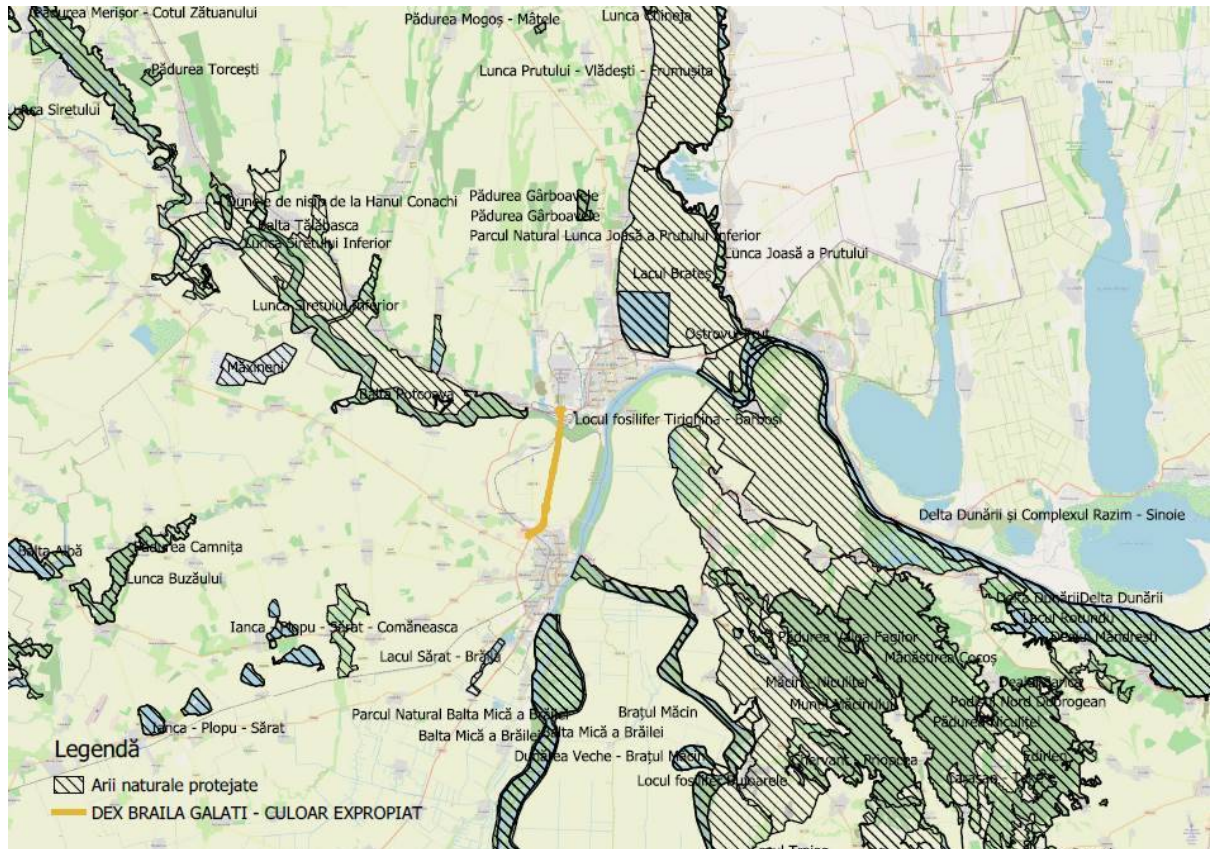 Pădurea Merișor - Cotul Zătuanului
Pădurea Mogoș - Mâțele
Lunca Chineja
Pădurea Torcești
Lunca Prutului - Vlădești - Frumușița
Lunca Siretului
Pădurea Gârboavele
Dunele de nisip de la Hanul Conachi
Pădurea Gârboavele
Balta Tălăbasca
Parcul Natural Lunca Joasă a Prutului Inferior
Lunca Siretului Inferior
Lunca Joasă a Prutului
Lacul Brateș
Lunca Siretului Inferior
Ostrovu Prut
Măxineni
Balta Potcoava
Locul fosilifer Tirighina - Barboși
Delta Dunării și Complexul Razim - Sinoie
Balta Albă
Pădurea Camnița
Lunca Buzăului
Delta Dunării
Delta Dunării
Lacul Rotundu
Ianca - Plopu - Sărat - Comăneasca
Pădurea Valea Fagilor
Lacul Sărat - Brăila
Mănăstirea Cocoș
Măcin - Niculițel
Munții Măcinului
Podișul Nord Dobrogean
Parcul Natural Balta Mică a Brăilei
Brațul Măcin
Pădurea Niculițel
Ianca - Plopu - Sărat
Balta Mică a Brăilei
Balta Mică a Brăilei
Dunărea Veche - Brațul Măcin
Locul fosilifer Bujoarele
Legendă
Arii naturale protejate
DEX BRAILA GALATI - CULOAR EXPROPIAT